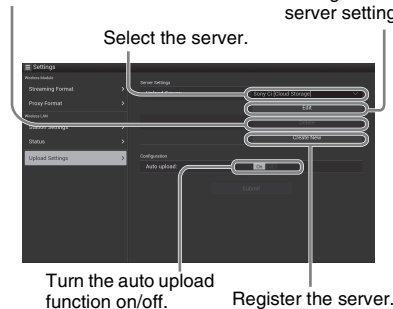 server setting
Select the server.
Settings
Wireless Module
Server Settings
Streaming Format
Sony Ci [Cloud Storage]
Proxy Format
Edit
Wireless LAN
Delete
Create New
Status
Upload Settings
Configuration
Auto upload:
On
Submit
Turn the auto upload
function on/off.
Register the server.